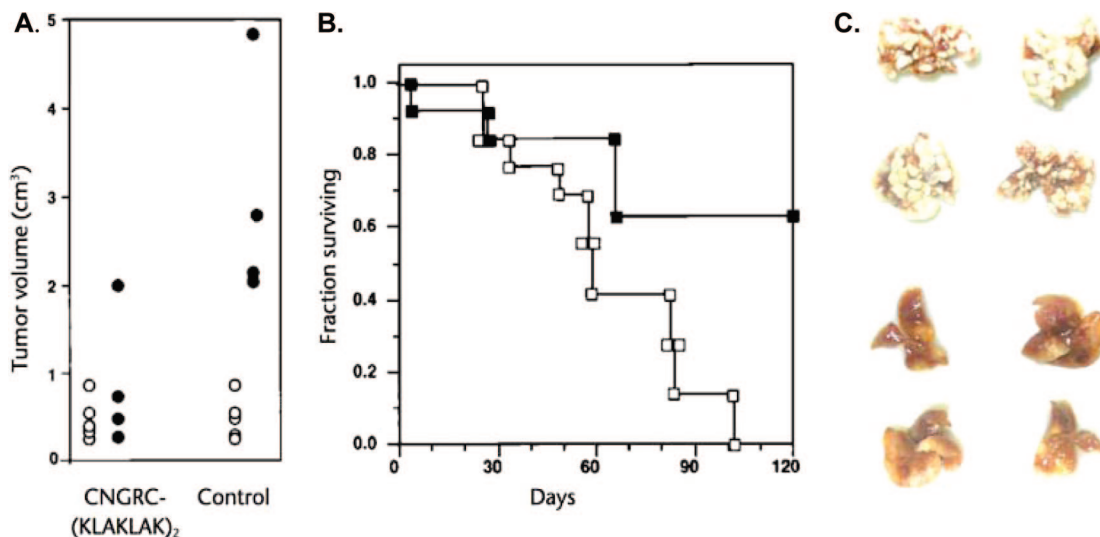 A.
Tumor volume (cm³)
5
4
3
2
1
0
CNGRC-
(KLAKLAK)₂
Control
B.
Fraction surviving
1.0
0.8
0.6
0.4
0.2
0.0
0
30
60
90
120
Days
C.